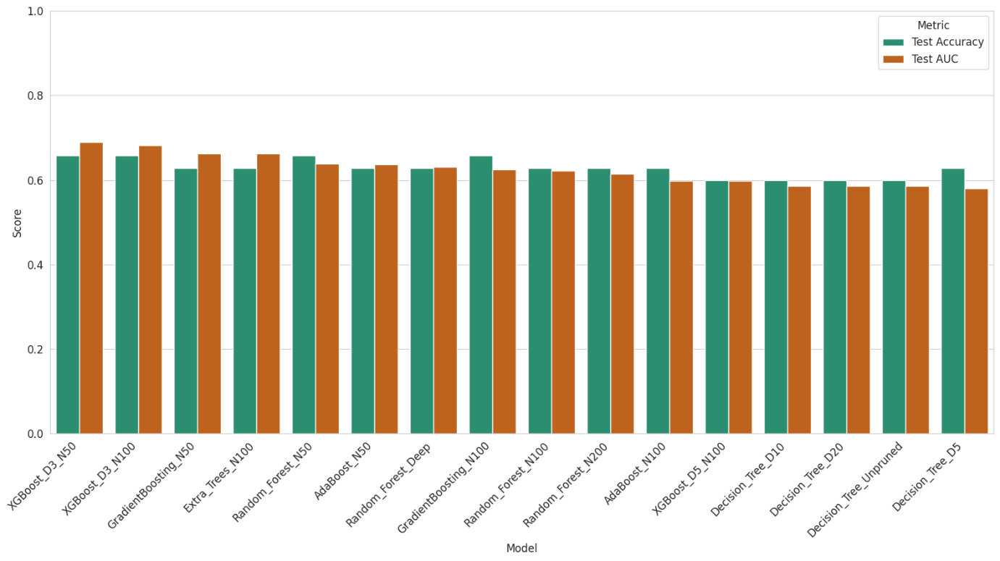 1.0
0.8
0.6
0.4
0.2
0.0
Score
Metric
Test Accuracy
Test AUC
XGBoost_D3_N50
XGBoost_D3_N100
GradientBoosting_N50
Extra_Trees_N100
Random_Forest_N50
AdaBoost_N50
Random_Forest_Deep
GradientBoosting_N100
Random_Forest_N100
Random_Forest_N200
AdaBoost_N100
XGBoost_D5_N100
Decision_Tree_D10
Decision_Tree_D20
Decision_Tree_Unpruned
Decision_Tree_D5
Model